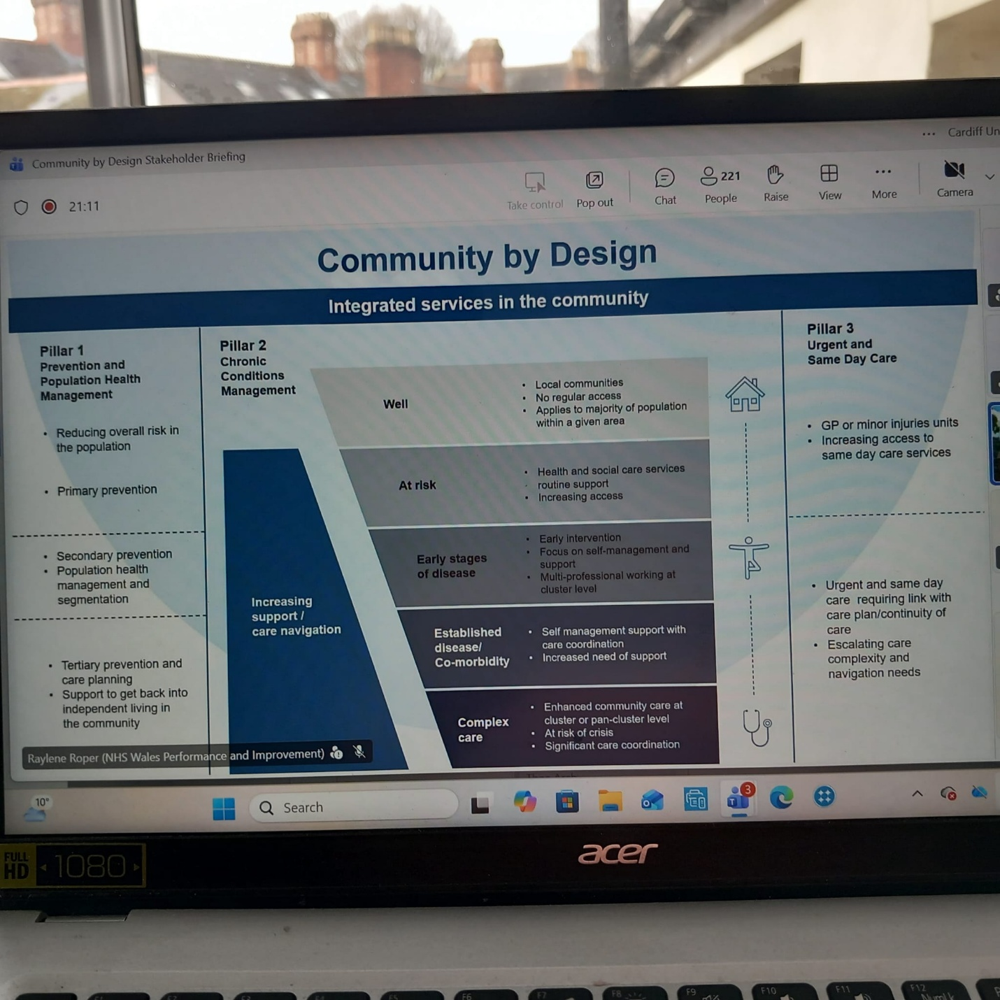 Cardiff Un
Community by Design Stakeholder Briefing
21:11
Take control
Pop out
Chat
221
People
Raise
View
More
Camera
Community by Design
Integrated services in the community
Pillar 1
Prevention and
Population Health
Management
• Reducing overall risk in
the population
• Primary prevention
• Secondary prevention
• Population health
management and
segmentation
• Tertiary prevention and
care planning
• Support to get back into
independent living in
the community
Pillar 2
Chronic
Conditions
Management
Increasing
support /
care navigation
Well
• Local communities
• No regular access
• Applies to majority of population
within a given area
At risk
• Health and social care services
routine support
• Increasing access
Early stages
of disease
• Early intervention
• Focus on self-management and
support
• Multi-professional working at
cluster level
Established
disease/
Co-morbidity
• Self management support with
care coordination
• Increased need of support
Complex
care
• Enhanced community care at
cluster or pan-cluster level
• At risk of crisis
• Significant care coordination
Pillar 3
Urgent and
Same Day Care
• GP or minor injuries units
• Increasing access to
same day care services
• Urgent and same day
care requiring link with
care plan/continuity of
care
• Escalating care
complexity and
navigation needs
Raylene Roper (NHS Wales Performance and Improvement)
10°
Search
3
FULL
HD
1080
acer
F6
F7
F8
F9
F10
F11
F12
NumLk